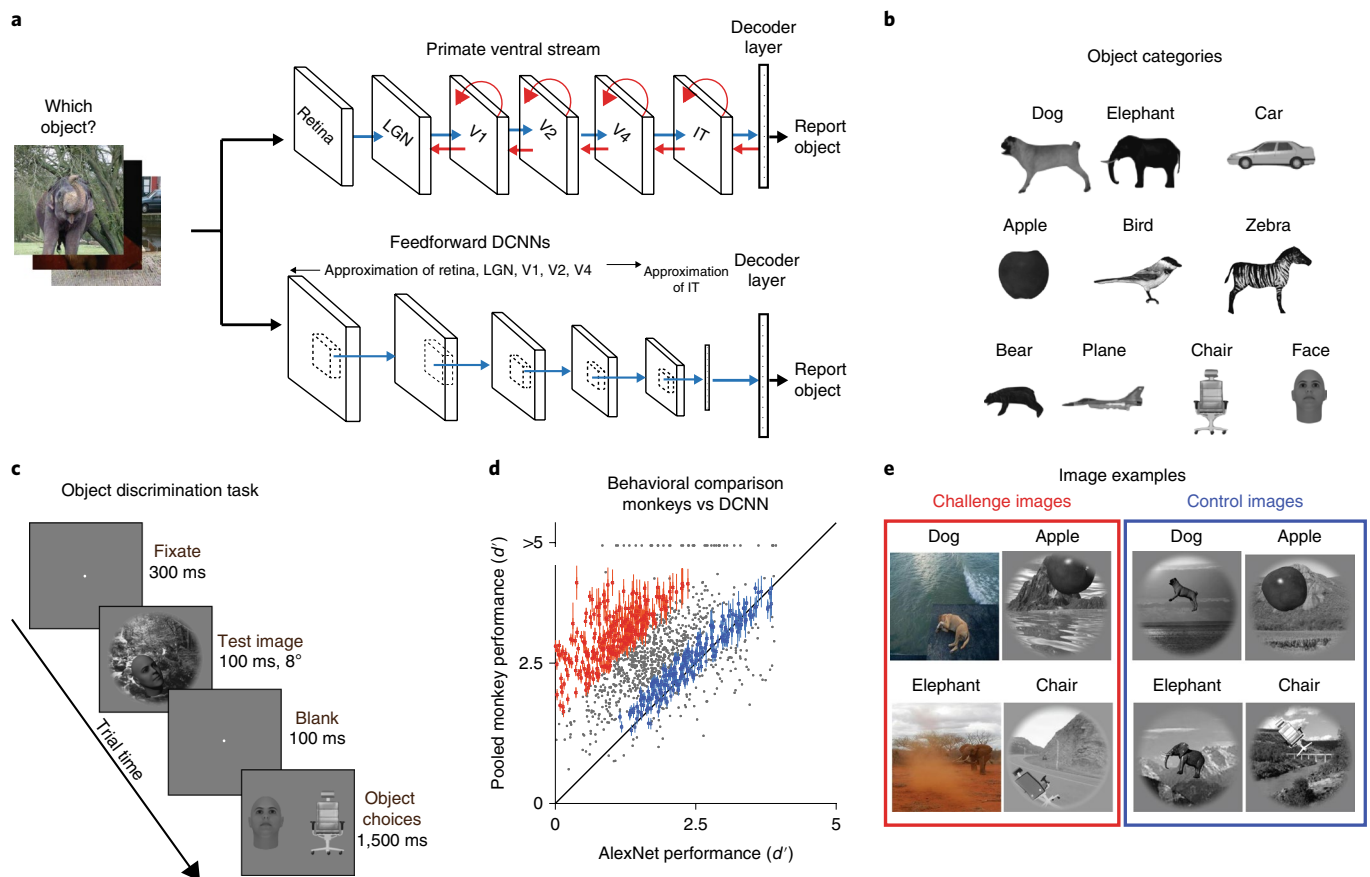 a
Primate ventral stream
Decoder
layer
Which
object?
Retina
LGN
V1
V2
V4
IT
Report
object
Feedforward DCNNs
Approximation of retina, LGN, V1, V2, V4
Approximation
of IT
Decoder
layer
Report
object
b
Object categories
Dog Elephant Car
Apple Bird Zebra
Bear Plane Chair Face
c
Object discrimination task
Fixate
300 ms
Test image
100 ms, 8°
Blank
100 ms
Object
choices
1,500 ms
Trial time
d
Behavioral comparison
monkeys vs DCNN
Pooled monkey performance (d′)
>5
2.5
0
0 2.5 5
AlexNet performance (d′)
e
Image examples
Challenge images Control images
Dog Apple Dog Apple
Elephant Chair Elephant Chair